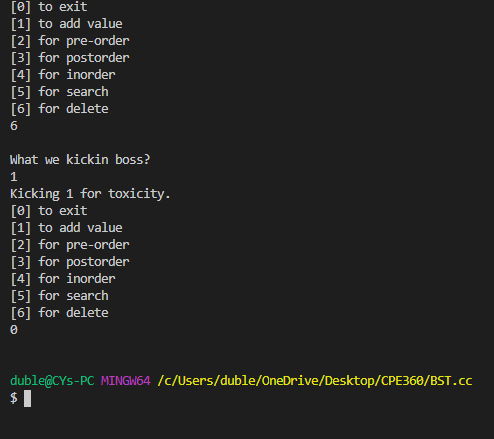 [0] to exit
[1] to add value
[2] for pre-order
[3] for postorder
[4] for inorder
[5] for search
[6] for delete
6
What we kickin boss?
1
Kicking 1 for toxicity.
[0] to exit
[1] to add value
[2] for pre-order
[3] for postorder
[4] for inorder
[5] for search
[6] for delete
0
duble@CYs-PC MINGW64 /c/Users/duble/OneDrive/Desktop/CPE360/BST.cc
$